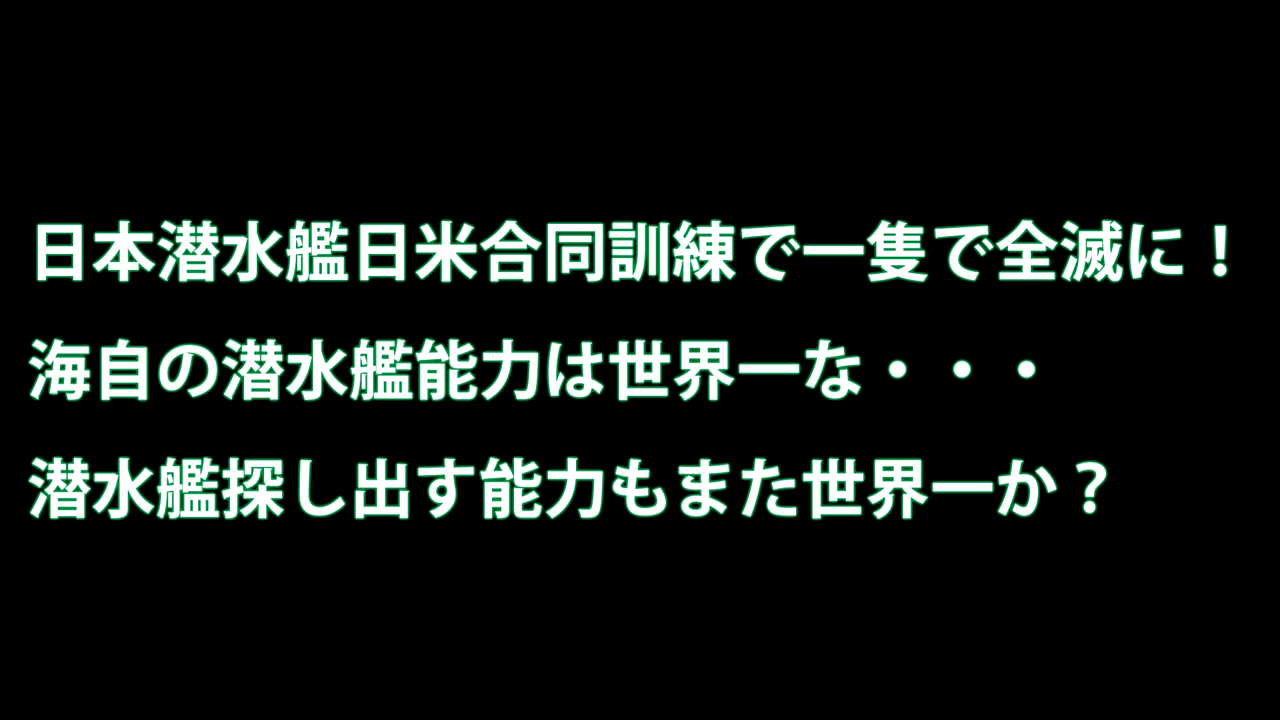 日本潜水艦日米合同訓練で一隻で全滅に！
海自の潜水艦能力は世界一な・・・
潜水艦探し出す能力もまた世界一か？